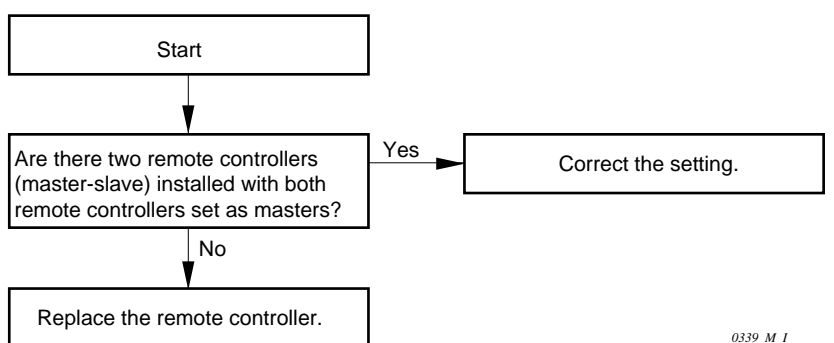 Start
Are there two remote controllers
(master-slave) installed with both
remote controllers set as masters?
Yes
Correct the setting.
No
Replace the remote controller.
0339_M_I